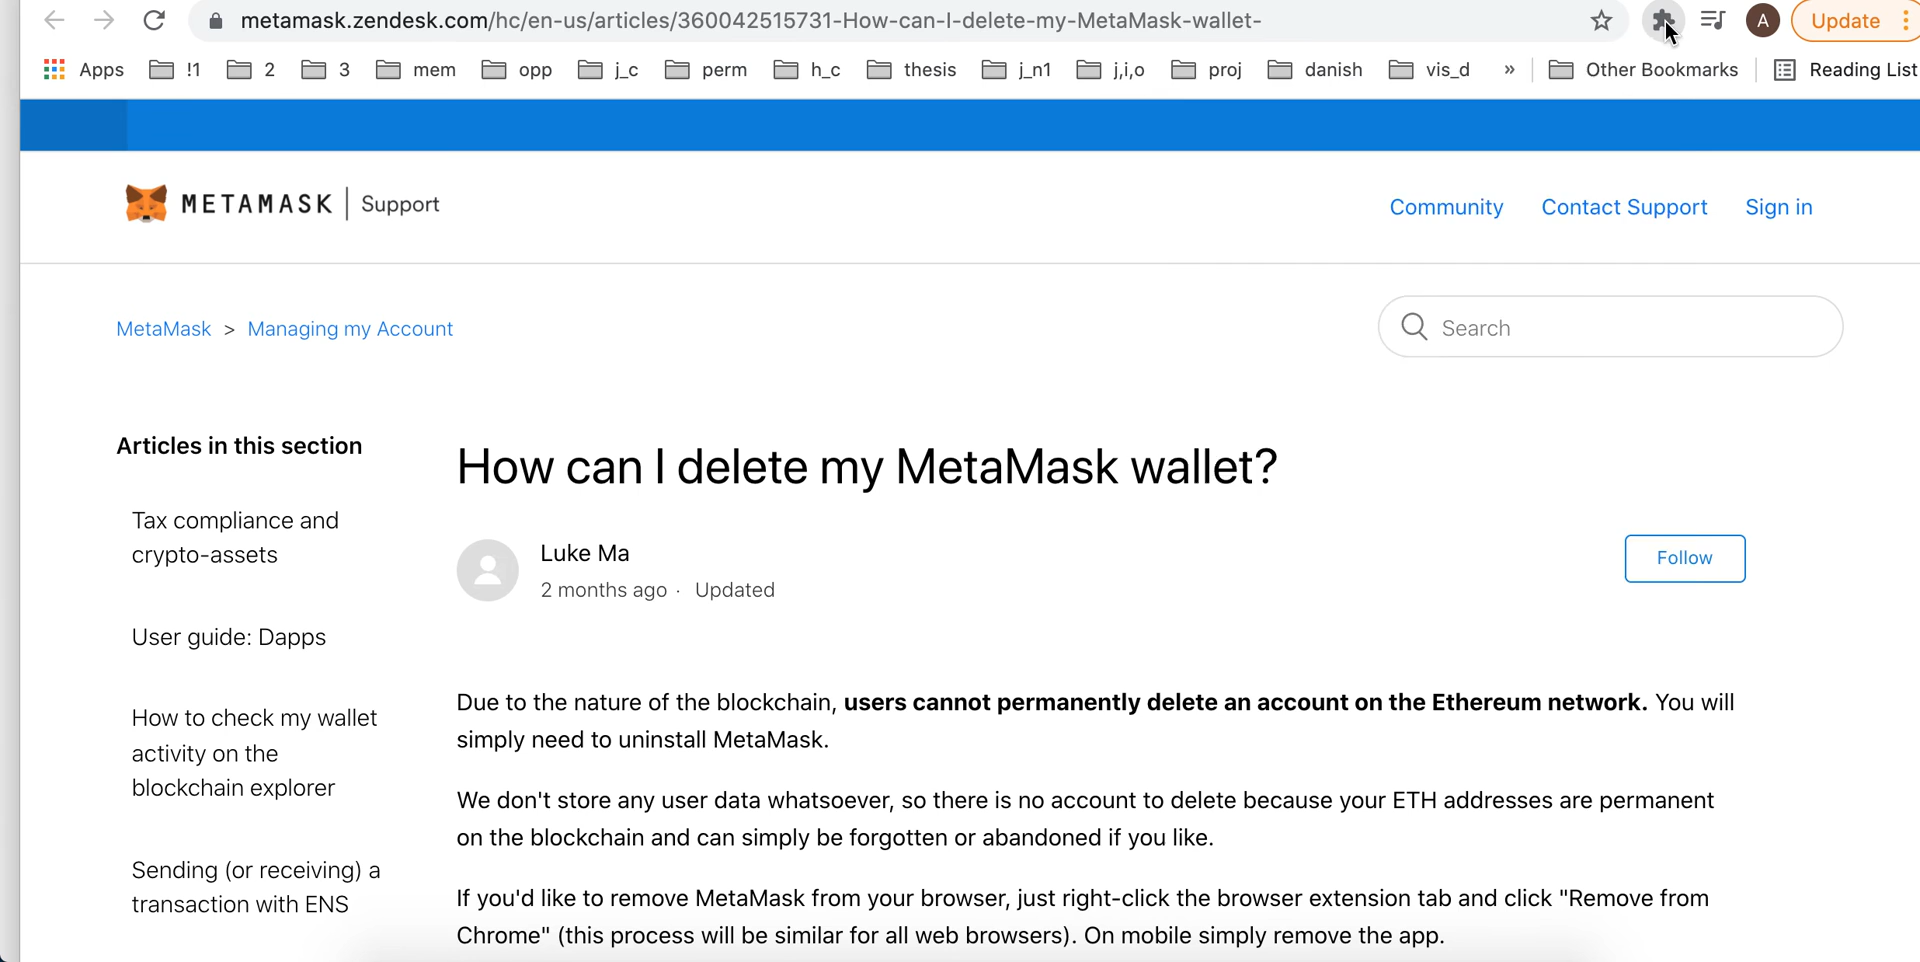 metamask.zendesk.com/hc/en-us/articles/360042515731-How-can-I-delete-my-MetaMask-wallet-
A
Update
Apps !1 2 3 mem opp j_c perm h_c thesis j_n1 j,i,o proj danish vis_d » Other Bookmarks Reading List
METAMASK | Support
Community Contact Support Sign in
MetaMask > Managing my Account
Search
Articles in this section
Tax compliance and
crypto-assets
User guide: Dapps
How to check my wallet
activity on the
blockchain explorer
Sending (or receiving) a
transaction with ENS
How can I delete my MetaMask wallet?
Luke Ma
2 months ago · Updated
Follow
Due to the nature of the blockchain, users cannot permanently delete an account on the Ethereum network. You will
simply need to uninstall MetaMask.
We don't store any user data whatsoever, so there is no account to delete because your ETH addresses are permanent
on the blockchain and can simply be forgotten or abandoned if you like.
If you'd like to remove MetaMask from your browser, just right-click the browser extension tab and click "Remove from
Chrome" (this process will be similar for all web browsers). On mobile simply remove the app.